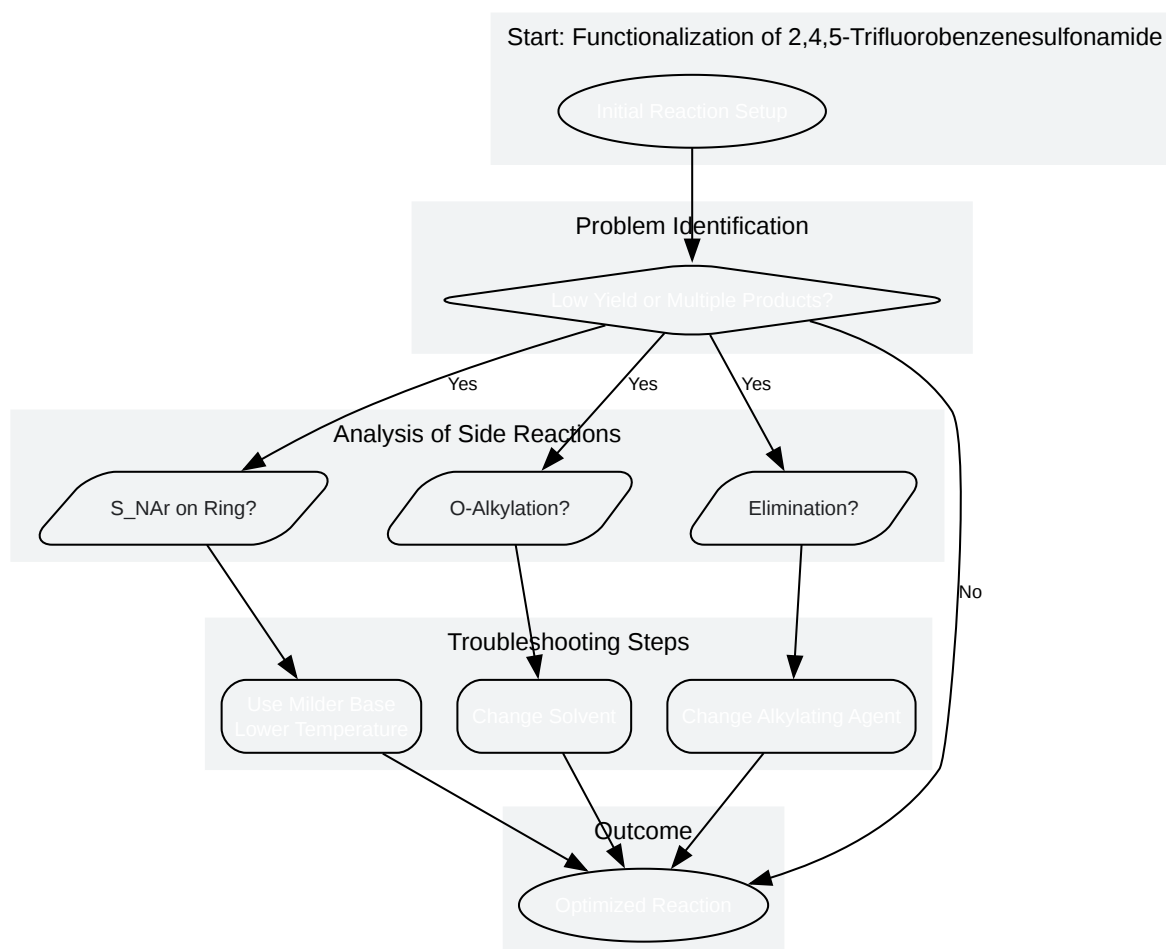 Start: Functionalization of 2,4,5-Trifluorobenzenesulfonamide
Initial Reaction Setup
Problem Identification
Low Yield or Multiple Products?
Yes
Yes
Yes
Analysis of Side Reactions
S_NAr on Ring?
O-Alkylation?
Elimination?
No
Troubleshooting Steps
Use Milder Base
Lower Temperature
Change Solvent
Change Alkylating Agent
Outcome
Optimized Reaction